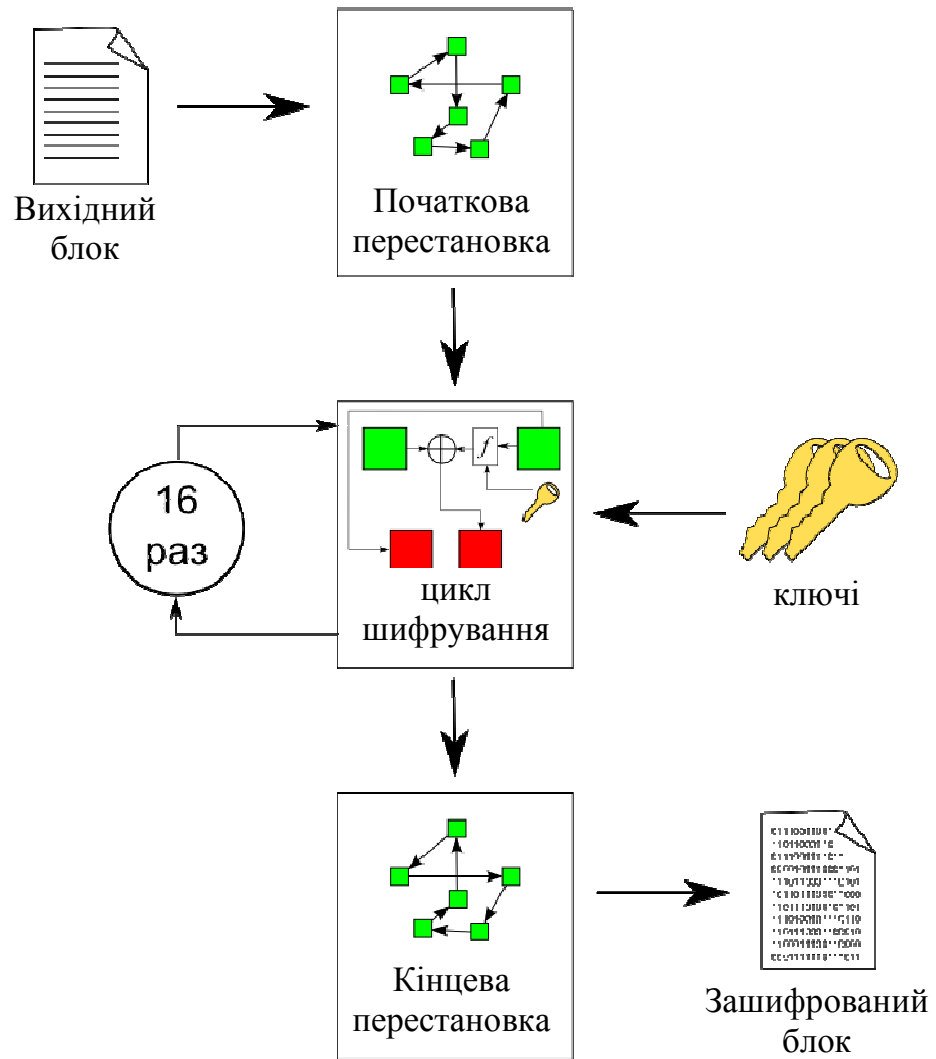 Вихідний
блок
Початкова
перестановка
16
раз
f
цикл
шифрування
ключі
Кінцева
перестановка
Зашифрований
блок